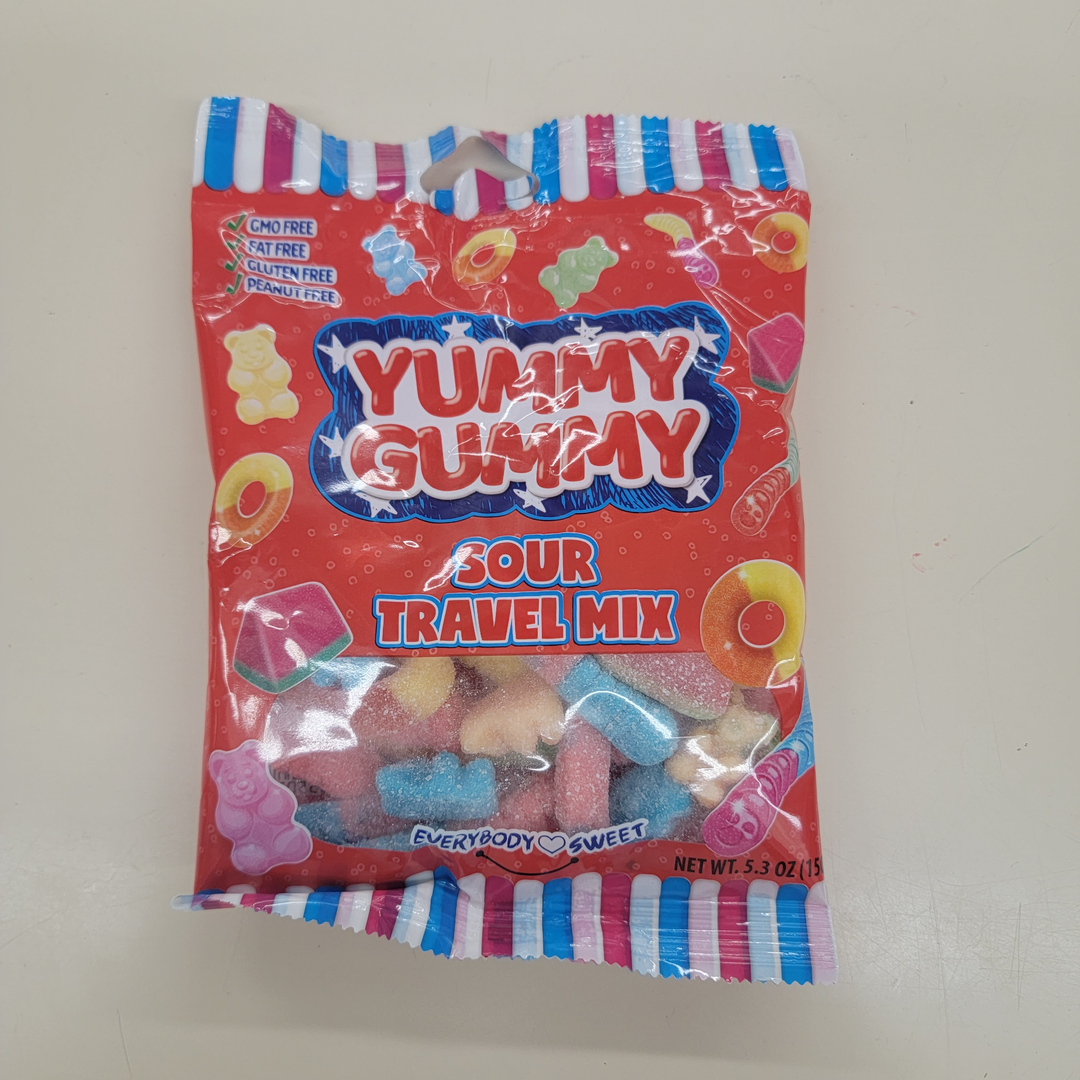 GMO FREE
FAT FREE
GLUTEN FREE
PEANUT FREE
YUMMY
GUMMY
SOUR
TRAVEL MIX
EVERYBODY♡SWEET
NET WT. 5.3 OZ (15